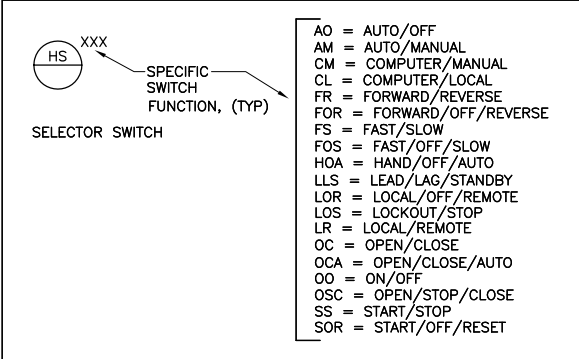 HS
XXX
SPECIFIC
SWITCH
FUNCTION, (TYP)
SELECTOR SWITCH
AO = AUTO/OFF
AM = AUTO/MANUAL
CM = COMPUTER/MANUAL
CL = COMPUTER/LOCAL
FR = FORWARD/REVERSE
FOR = FORWARD/OFF/REVERSE
FS = FAST/SLOW
FOS = FAST/OFF/SLOW
HOA = HAND/OFF/AUTO
LLS = LEAD/LAG/STANDBY
LOR = LOCAL/OFF/REMOTE
LOS = LOCKOUT/STOP
LR = LOCAL/REMOTE
OC = OPEN/CLOSE
OCA = OPEN/CLOSE/AUTO
OO = ON/OFF
OSC = OPEN/STOP/CLOSE
SS = START/STOP
SOR = START/OFF/RESET